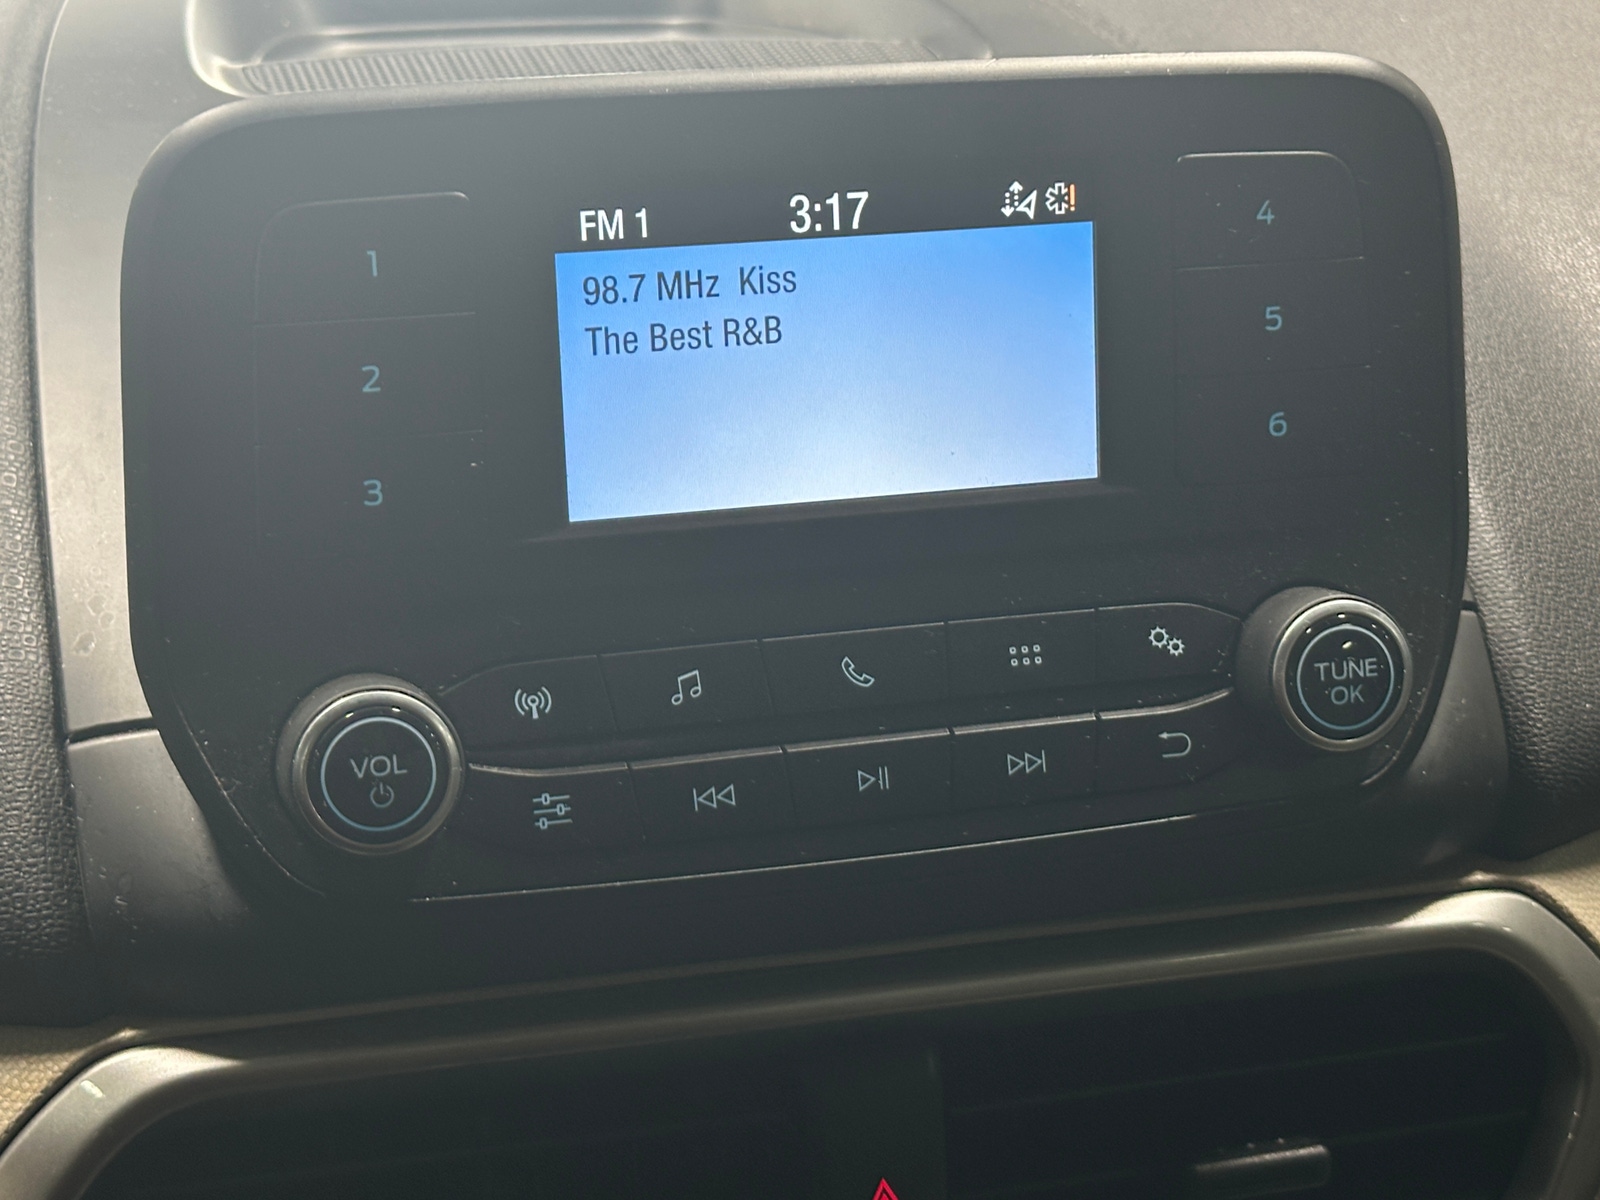 FM 1 3:17
98.7 MHz Kiss
The Best R&B
1
2
3
4
5
6
VOL
TUNE
OK